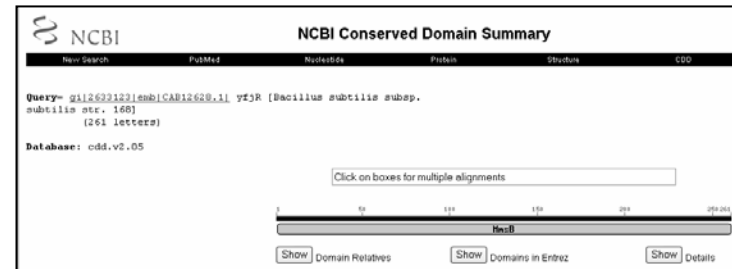 NCBI
NCBI Conserved Domain Summary
New Search PubMed Nucleotide Protein Structure CDD
Query= gi|2633123|emb|CAB12628.1| yfjR [Bacillus subtilis subsp.
subtilis str. 168]
(261 letters)
Database: cdd.v2.05
Click on boxes for multiple alignments
1 50 100 150 200 250 261
MmsB
Show Domain Relatives Show Domains in Entrez Show Details